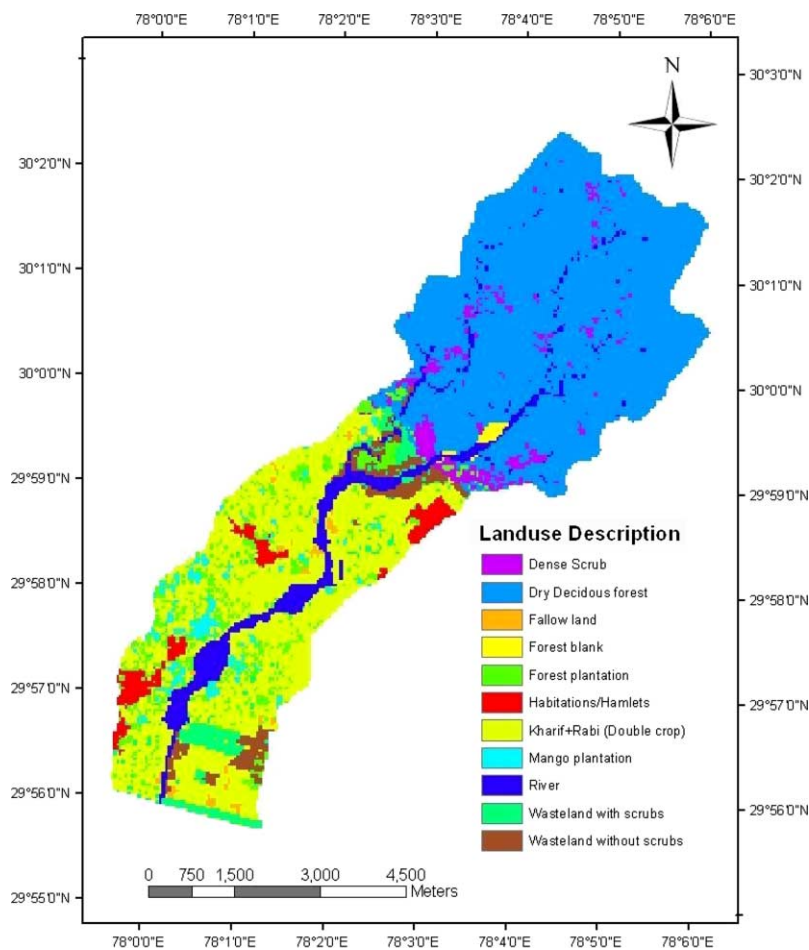 78°0'0"E 78°1'0"E 78°2'0"E 78°3'0"E 78°4'0"E 78°5'0"E 78°6'0"E
N
30°3'0"N
30°2'0"N
30°2'0"N
30°1'0"N
30°1'0"N
30°0'0"N
30°0'0"N
29°59'0"N
29°59'0"N
Landuse Description
Dense Scrub
Dry Decidous forest
Fallow land
Forest blank
Forest plantation
Habitations/Hamlets
Kharif+Rabi (Double crop)
Mango plantation
River
Wasteland with scrubs
Wasteland without scrubs
29°58'0"N
29°58'0"N
29°57'0"N
29°57'0"N
29°56'0"N
29°56'0"N
0 750 1,500 3,000 4,500
Meters
29°55'0"N
78°0'0"E 78°1'0"E 78°2'0"E 78°3'0"E 78°4'0"E 78°5'0"E 78°6'0"E